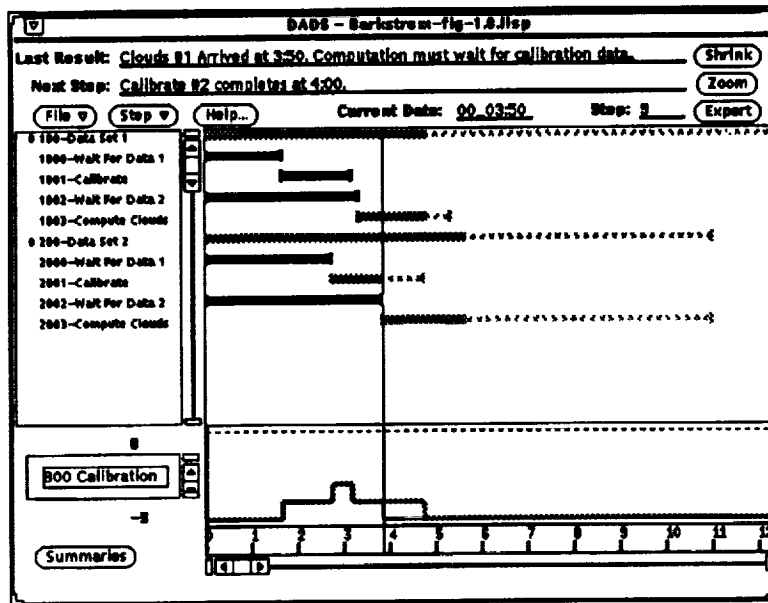 DADS - Barkstrom-fig-1.8.lisp
Last Result: Clouds #1 Arrived at 3:50. Computation must wait for calibration data. Shrink
Next Step: Calibrate #2 completes at 4:00. Zoom
File Step Help... Current Date: 00 03:50 Step: 9 Expert
0 100-Data Set 1
1000-Wait For Data 1
1001-Calibrate
1002-Wait For Data 2
1003-Compute Clouds
0 200-Data Set 2
2000-Wait For Data 1
2001-Calibrate
2002-Wait For Data 2
2003-Compute Clouds
800 Calibration
0 1 2 3 4 5 6 7 8 9 10 11 12
Summaries